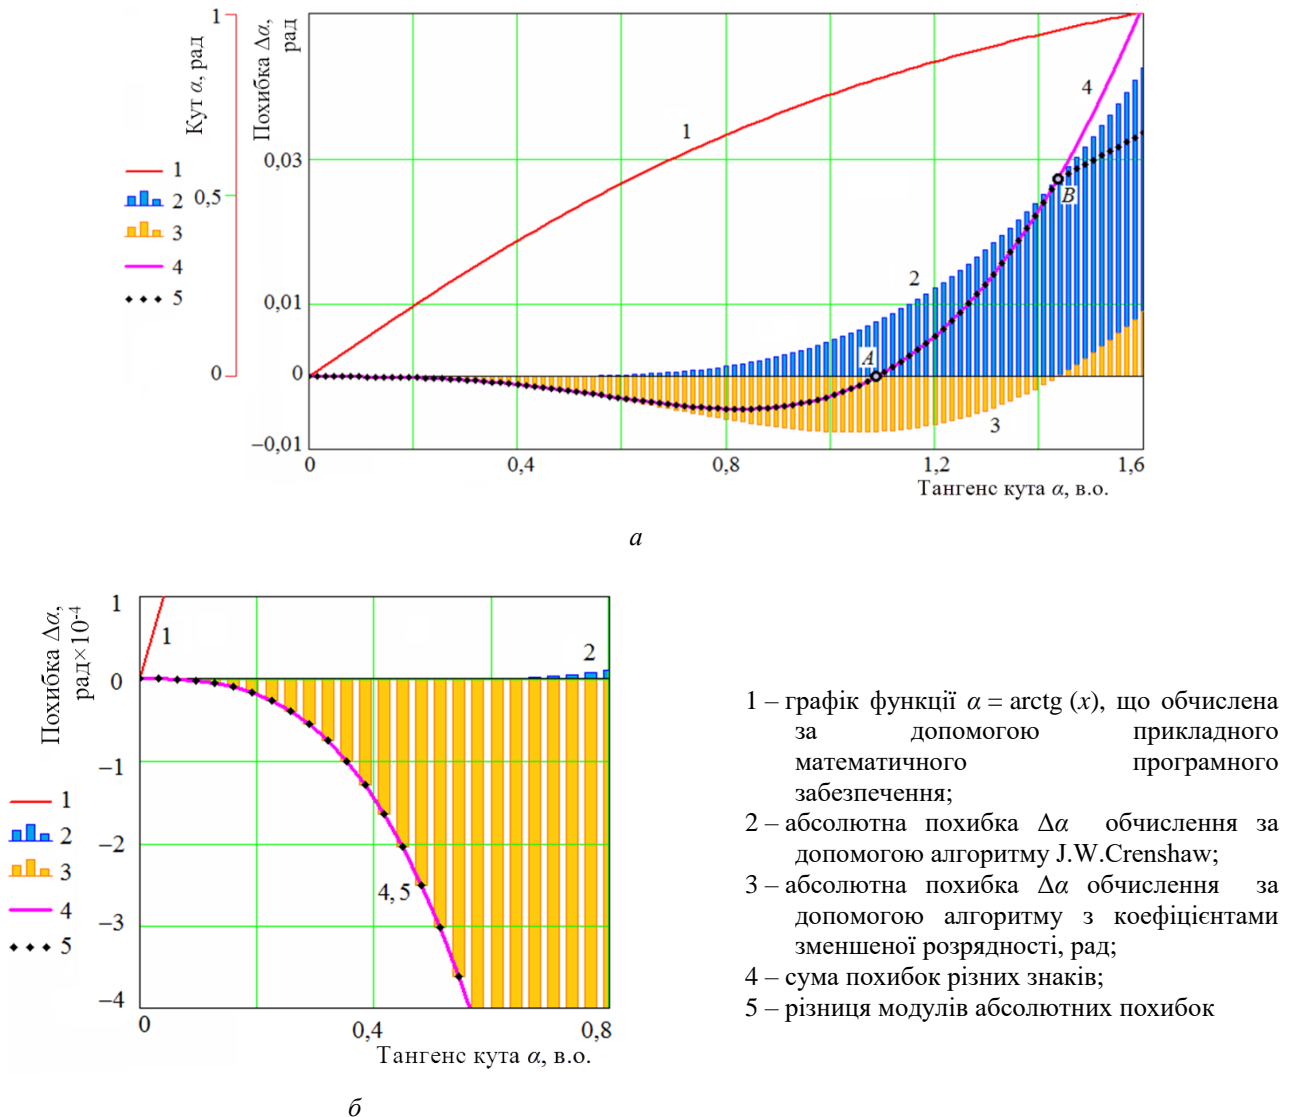 1
Кут α, рад
0,5
0
Похибка Δα,
рад
0,03
0,01
0
–0,01
1
2
3
4
5
1
2
3
4
A
B
0
0,4
0,8
1,2
1,6
Тангенс кута α, в.о.
а
Похибка Δα,
рад×10-4
1
0
–1
–2
–3
–4
1
2
3
4
5
1
2
4, 5
0
0,4
0,8
Тангенс кута α, в.о.
б
1 – графік функції α = arctg (x), що обчислена
за допомогою прикладного
математичного програмного
забезпечення;
2 – абсолютна похибка Δα обчислення за
допомогою алгоритму J.W.Crenshaw;
3 – абсолютна похибка Δα обчислення за
допомогою алгоритму з коефіцієнтами
зменшеної розрядності, рад;
4 – сума похибок різних знаків;
5 – різниця модулів абсолютних похибок